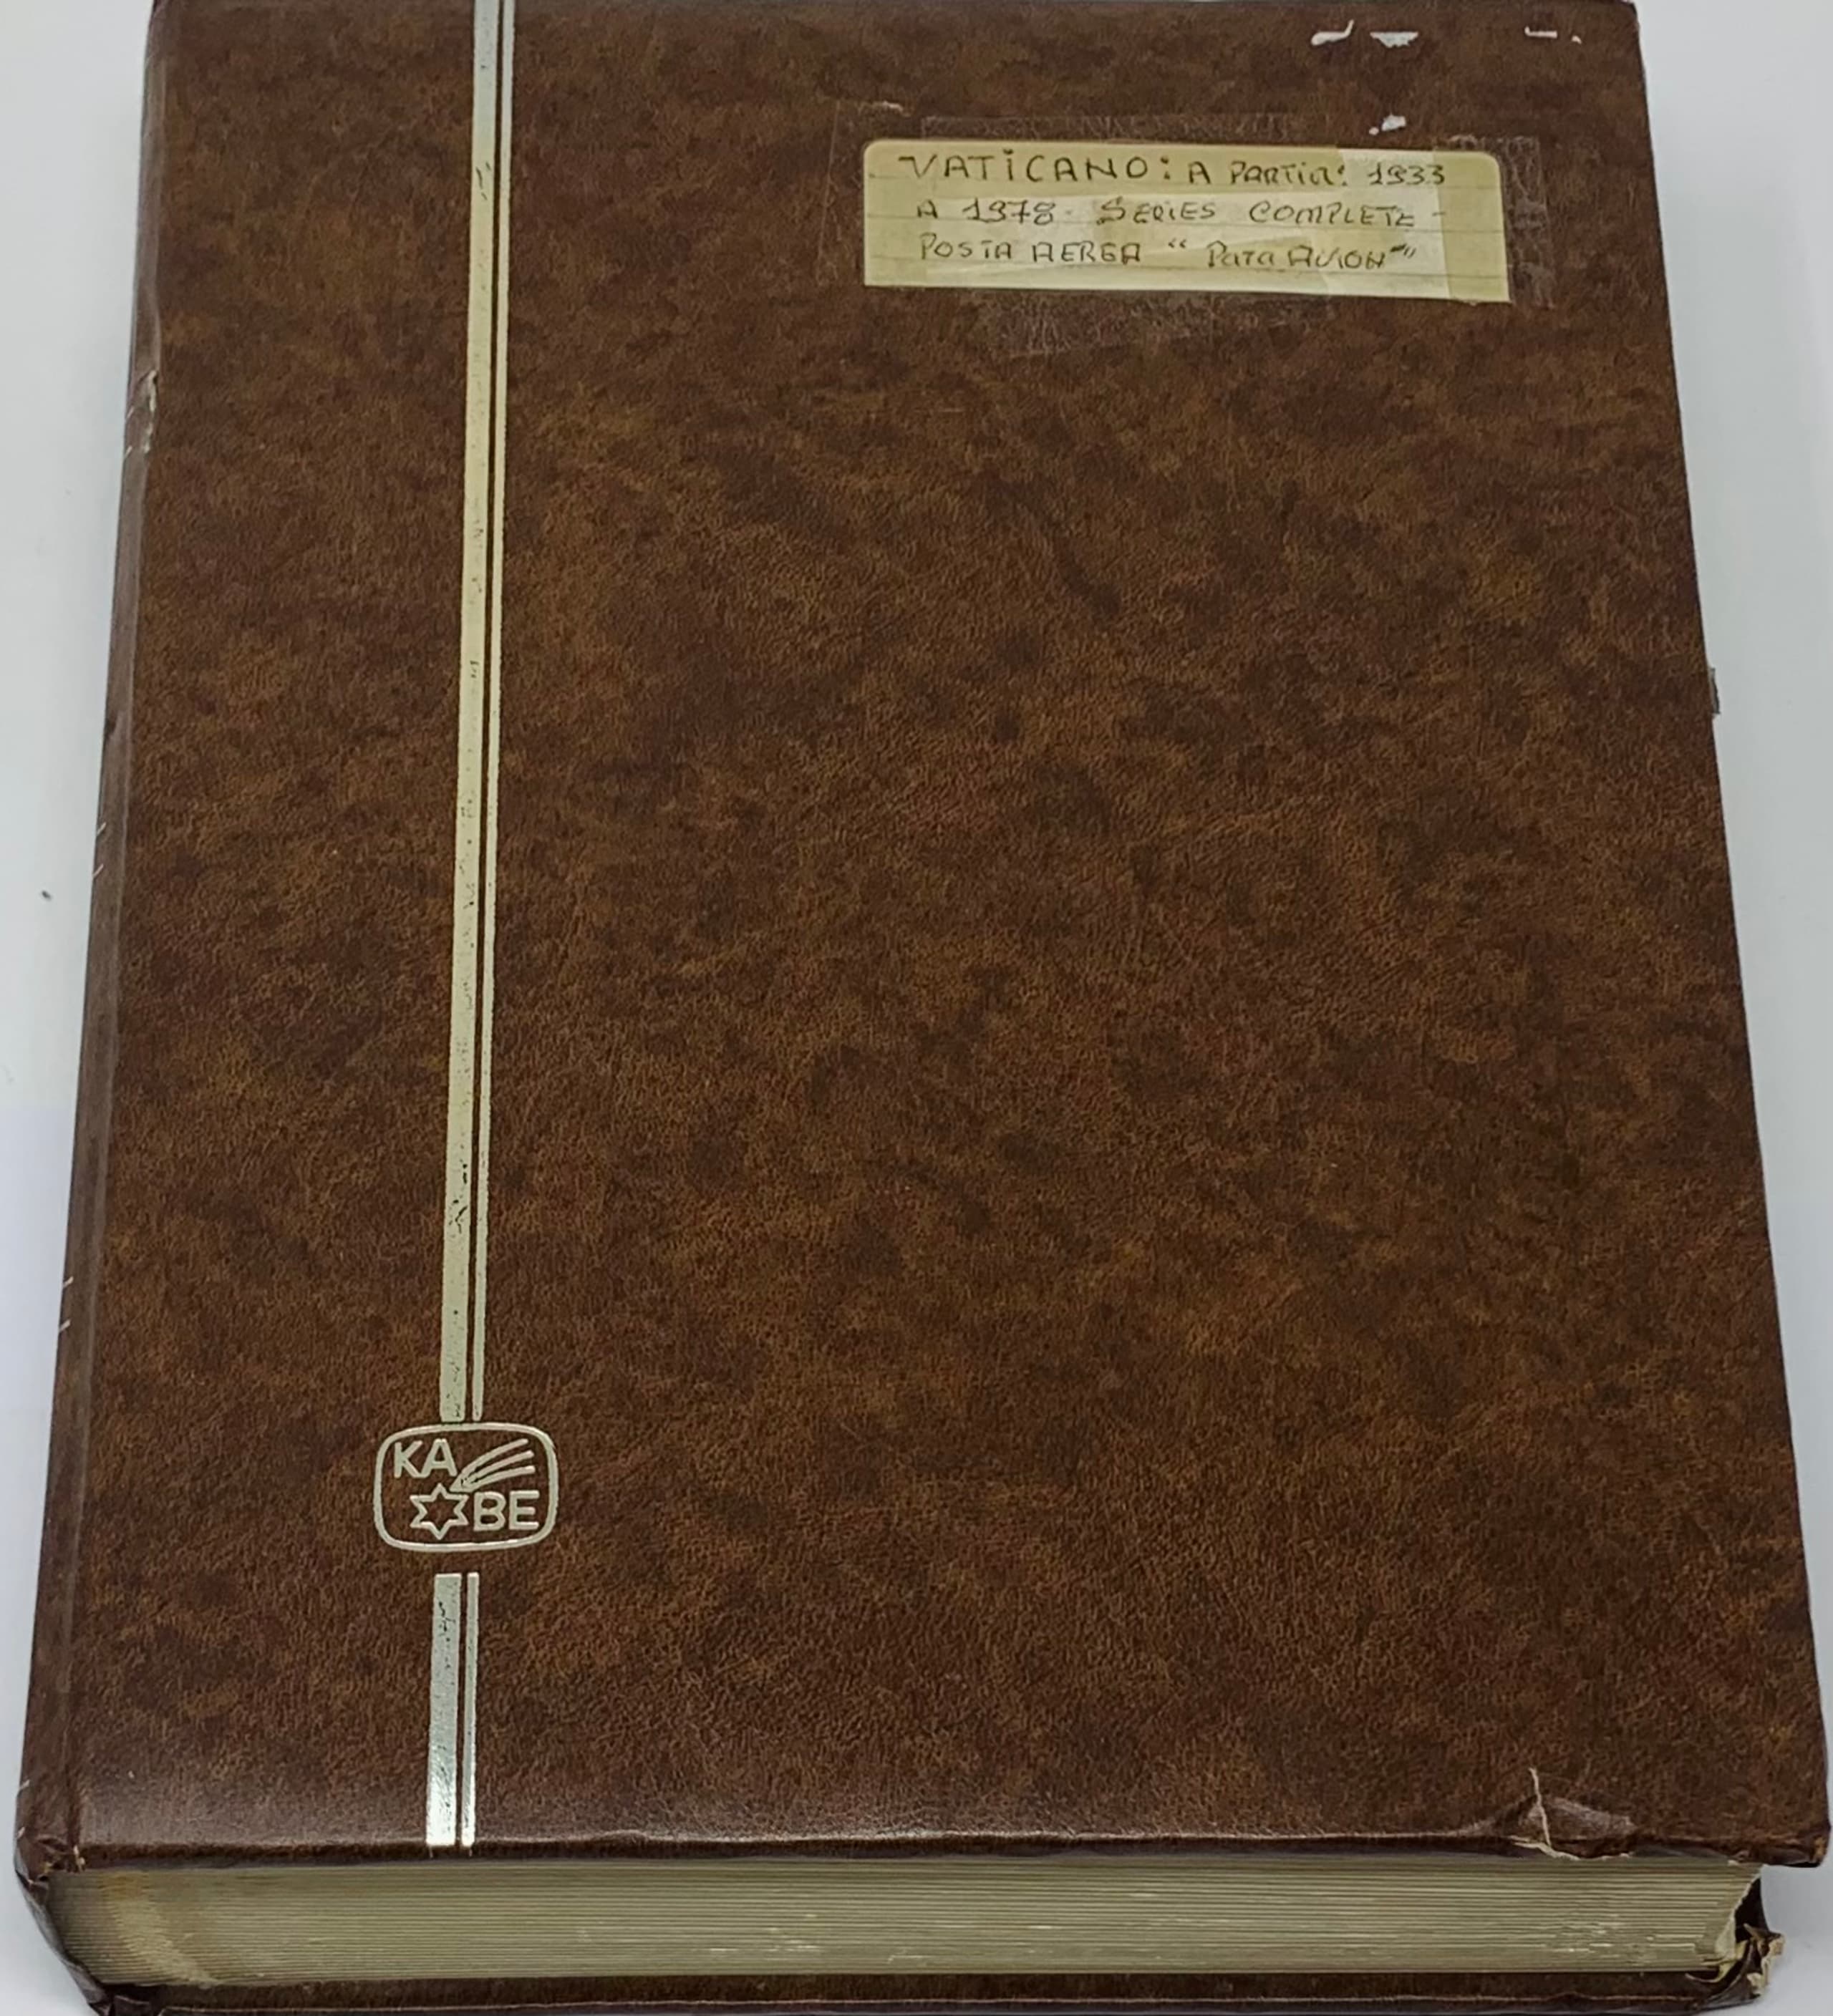 VATICANO: A PARTIR: 1933
A 1978 - SERIES COMPLETE -
POSTA AEREA "Para AVION"
KA
BE